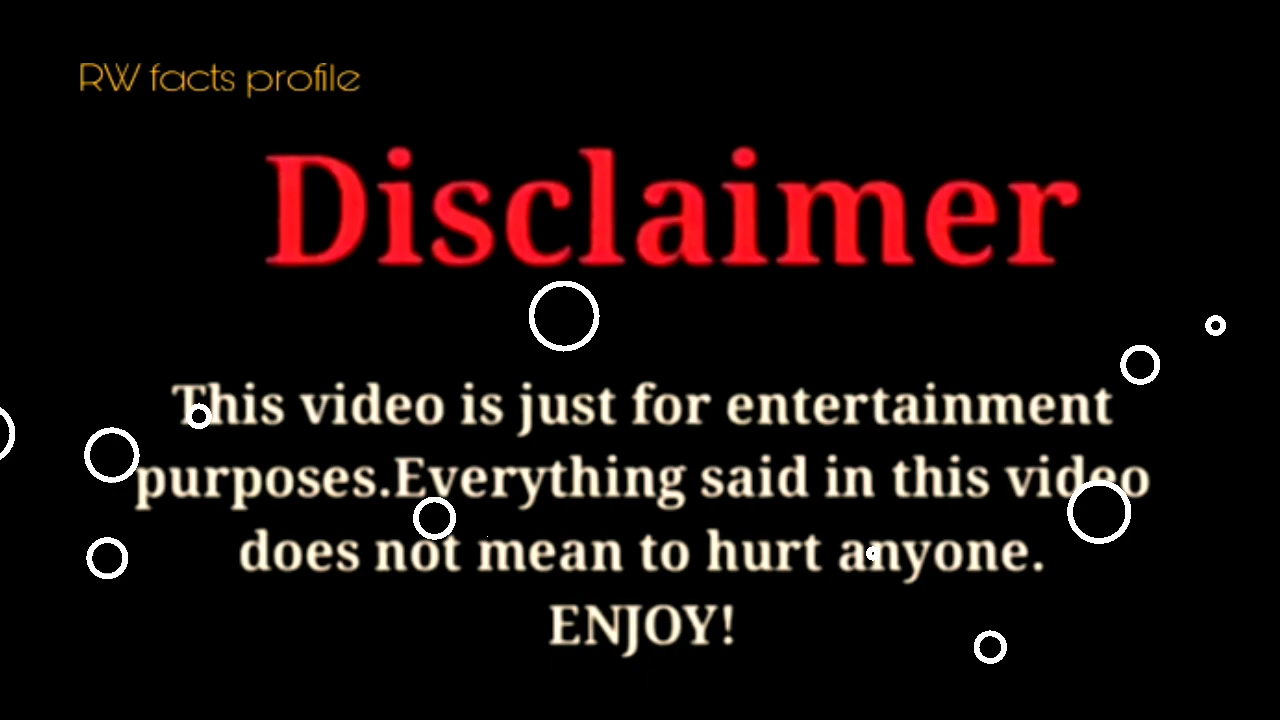 RW facts profile
Disclaimer
This video is just for entertainment
purposes.Everything said in this video
does not mean to hurt anyone.
ENJOY!